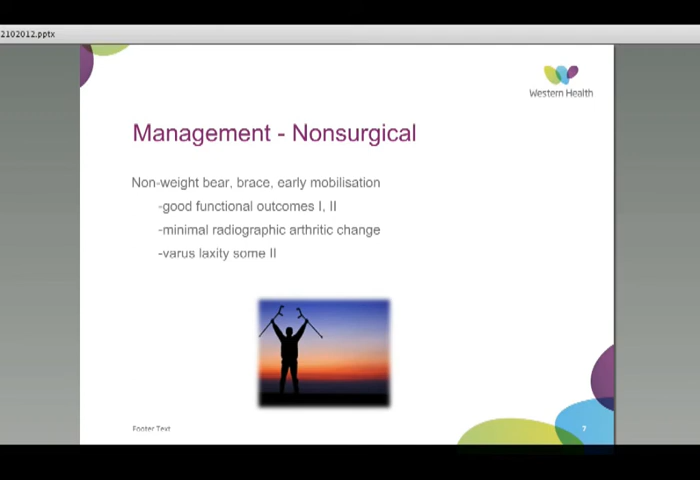 2102012.pptx
Western Health
Management - Nonsurgical
Non-weight bear, brace, early mobilisation
-good functional outcomes I, II
-minimal radiographic arthritic change
-varus laxity some II
Footer Text
7